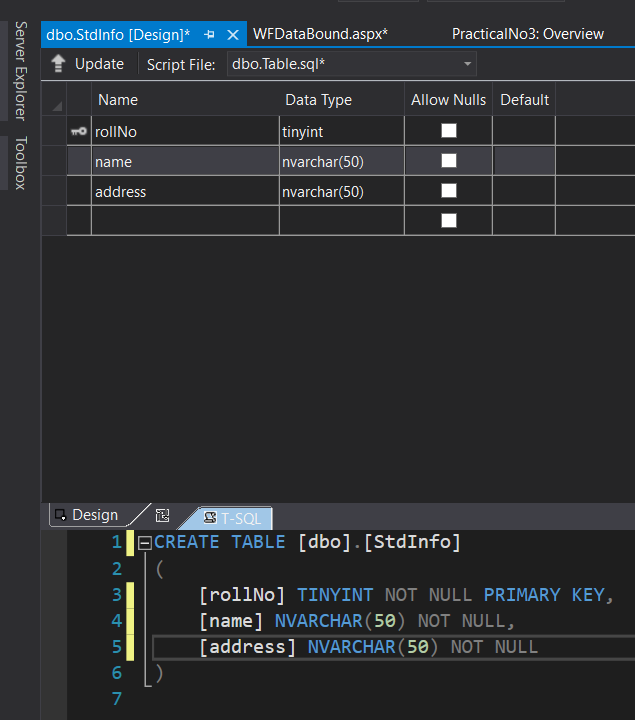 Server Explorer
Toolbox
dbo.StdInfo [Design]* WFDataBound.aspx* PracticalNo3: Overview
Update Script File: dbo.Table.sql*
Name Data Type Allow Nulls Default
rollNo tinyint
name nvarchar(50)
address nvarchar(50)
Design T-SQL
1 CREATE TABLE [dbo].[StdInfo]
2 (
3 [rollNo] TINYINT NOT NULL PRIMARY KEY,
4 [name] NVARCHAR(50) NOT NULL,
5 [address] NVARCHAR(50) NOT NULL
6 )
7